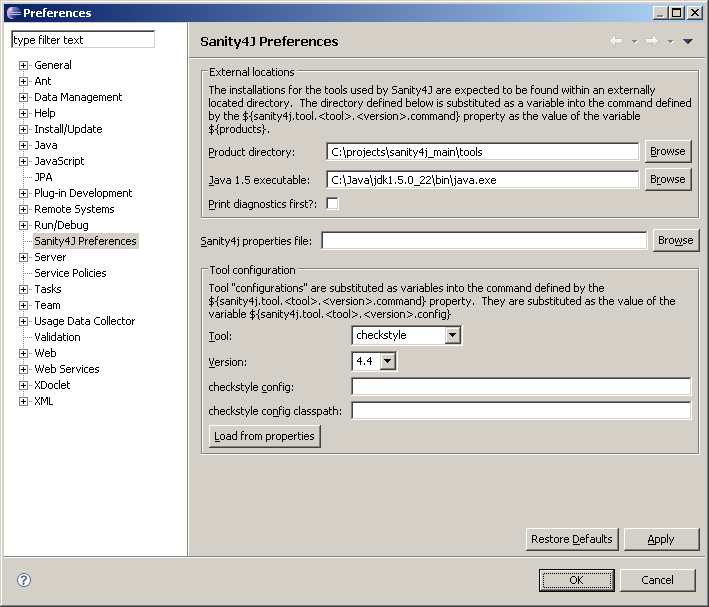 Preferences
type filter text
General
Ant
Data Management
Help
Install/Update
Java
JavaScript
JPA
Plug-in Development
Remote Systems
Run/Debug
Sanity4J Preferences
Server
Service Policies
Tasks
Team
Usage Data Collector
Validation
Web
Web Services
XDoclet
XML
Sanity4J Preferences
External locations
The installations for the tools used by Sanity4J are expected to be found within an externally
located directory.  The directory defined below is substituted as a variable into the command defined
by the ${sanity4j.tool.<tool>.<version>.command} property as the value of the variable
${products}.
Product directory:
C:\projects\sanity4j_main\tools
Browse
Java 1.5 executable:
C:\Java\jdk1.5.0_22\bin\java.exe
Browse
Print diagnostics first?:
Sanity4j properties file:
Browse
Tool configuration
Tool "configurations" are substituted as variables into the command defined by the
${sanity4j.tool.<tool>.<version>.command} property.  They are substituted as the value of the
variable ${sanity4j.tool.<tool>.<version>.config}
Tool:
checkstyle
Version:
4.4
checkstyle config:
checkstyle config classpath:
Load from properties
Restore Defaults
Apply
?
OK
Cancel